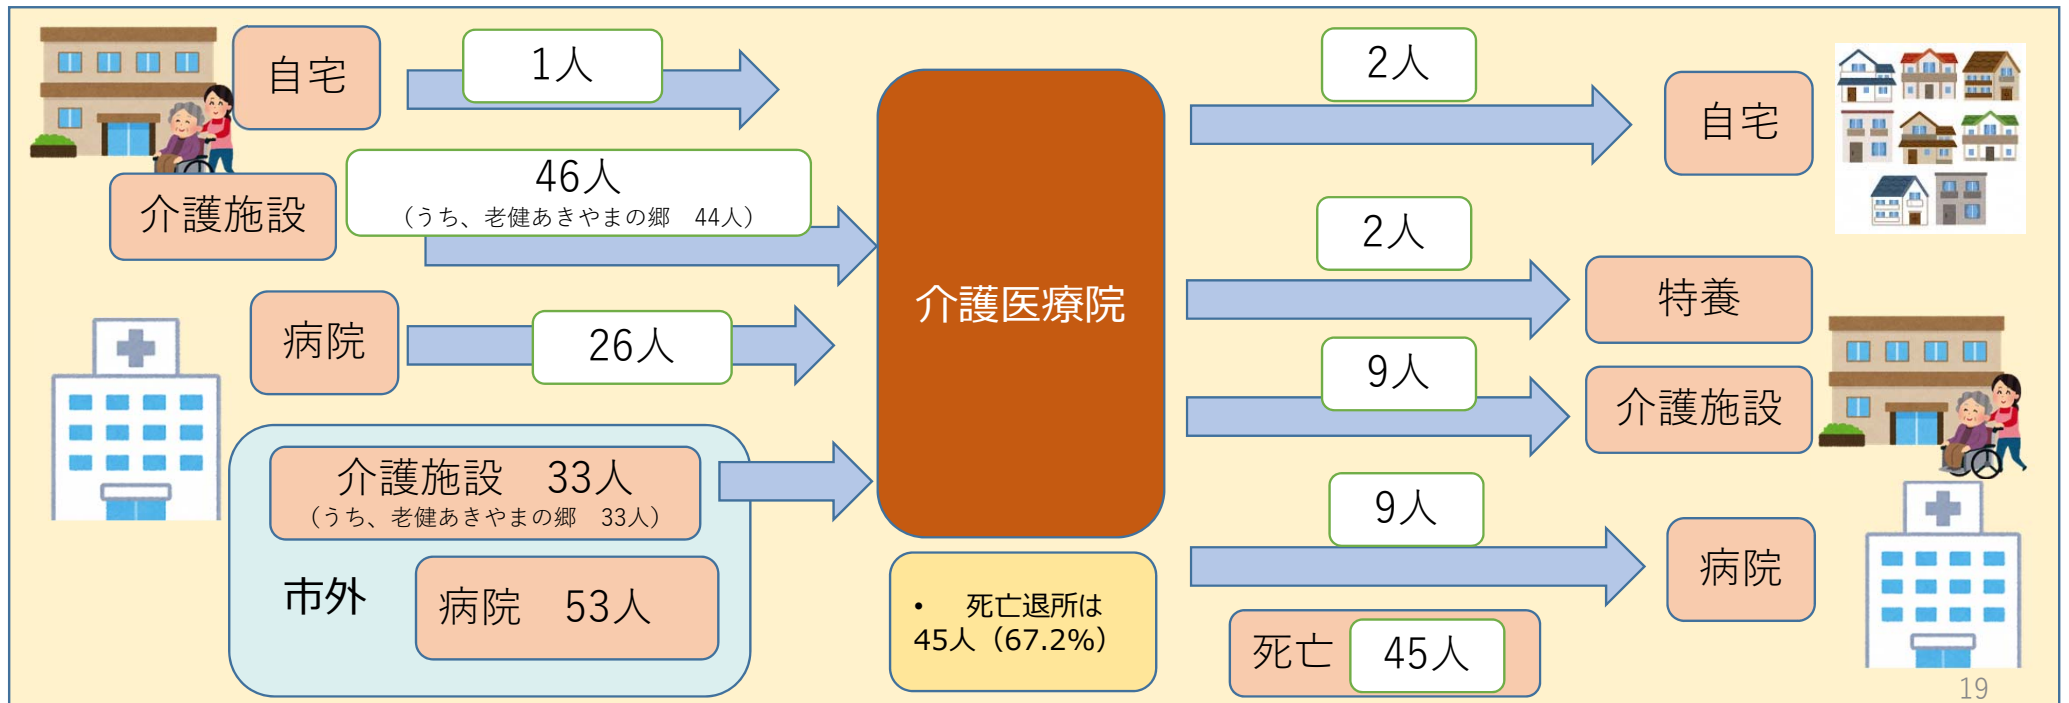 自宅
1人
介護施設
46人
(うち、老健あきやまの郷　44人)
病院
26人
介護施設　33人
(うち、老健あきやまの郷　33人)
市外
病院　53人
介護医療院
•　死亡退所は
45人（67.2%）
2人
自宅
2人
特養
9人
介護施設
9人
病院
死亡
45人
19